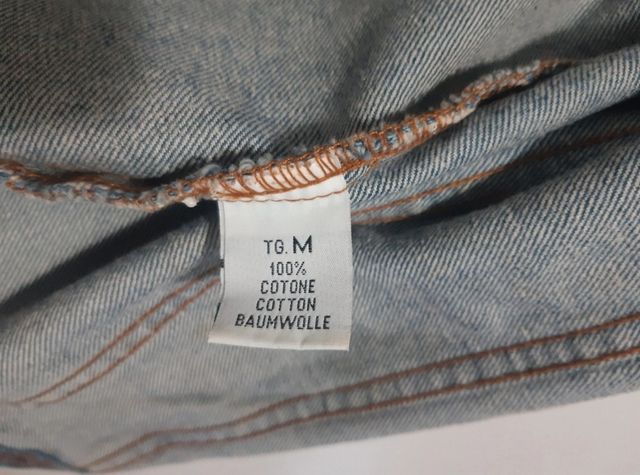 TG. M
100%
COTONE
COTTON
BAUMWOLLE